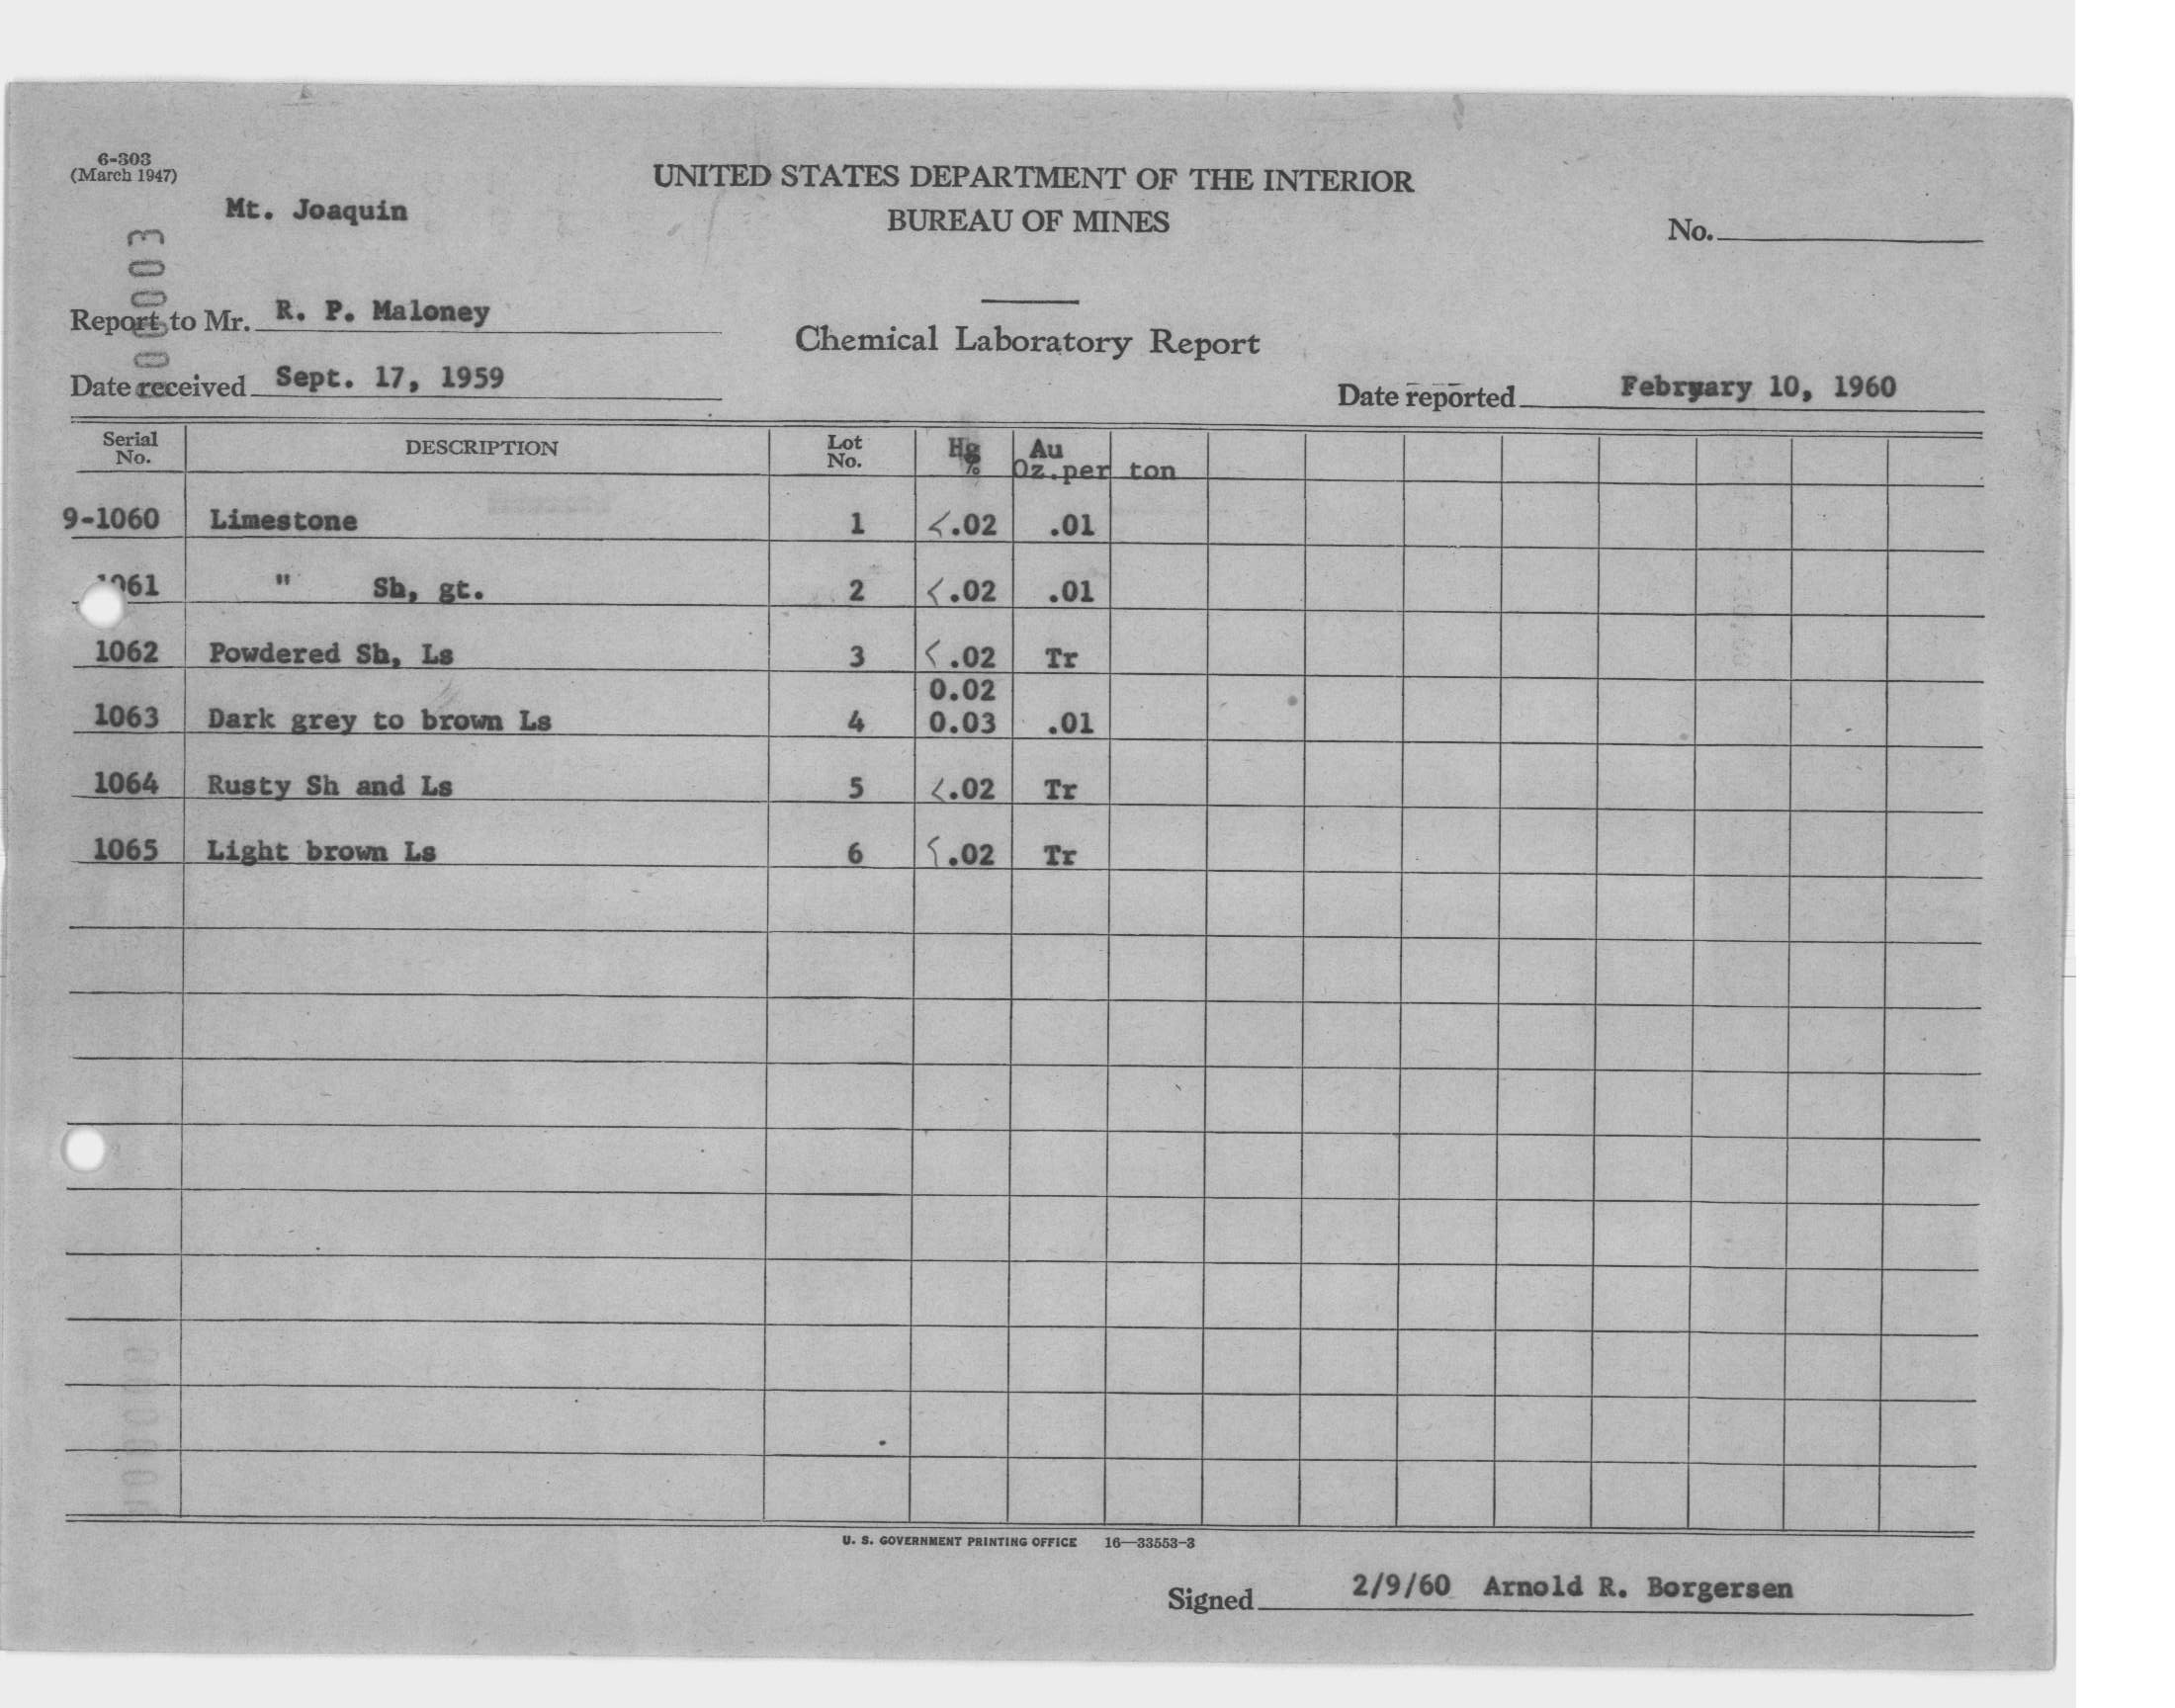 6-303
(March 1947)
Mt. Joaquin
UNITED STATES DEPARTMENT OF THE INTERIOR
BUREAU OF MINES
No.
Report to Mr. R. P. Maloney
Chemical Laboratory Report
Date received Sept. 17, 1959
Date reported February 10, 1960
Serial No. DESCRIPTION Lot No. Hg % Au Oz.per ton
9-1060 Limestone 1 <.02 .01
1061 " Sh, gt. 2 <.02 .01
1062 Powdered Sh, Ls 3 <.02 Tr
0.02
1063 Dark grey to brown Ls 4 0.03 .01
1064 Rusty Sh and Ls 5 <.02 Tr
1065 Light brown Ls 6 <.02 Tr
U. S. GOVERNMENT PRINTING OFFICE 16—33553-3
Signed 2/9/60 Arnold R. Borgersen